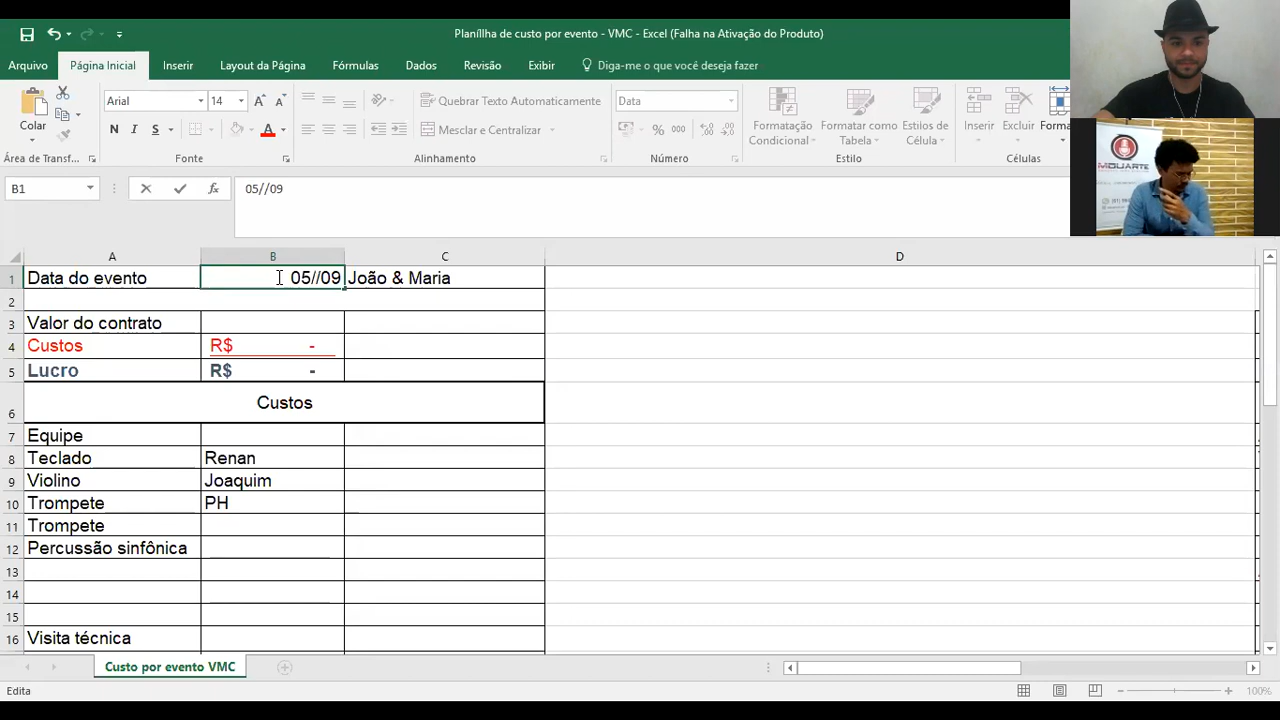 Planíllha de custo por evento - VMC - Excel (Falha na Ativação do Produto)
Arquivo Página Inicial Inserir Layout da Página Fórmulas Dados Revisão Exibir Diga-me o que você deseja fazer
Colar
Arial 14
N I S
Quebrar Texto Automaticamente
Mesclar e Centralizar
Data
% 000
Formatação Condicional
Formatar como Tabela
Estilos de Célula
Inserir Excluir Forma
Área de Transf... Fonte Alinhamento Número Estilo Células
B1 fx 05//09
A B C D
1 Data do evento 05//09 João & Maria
2
3 Valor do contrato
4 Custos R$ -
5 Lucro R$ -
6 Custos
7 Equipe
8 Teclado Renan
9 Violino Joaquim
10 Trompete PH
11 Trompete
12 Percussão sinfônica
13
14
15
16 Visita técnica
Custo por evento VMC
Edita 100%
MDUARTE